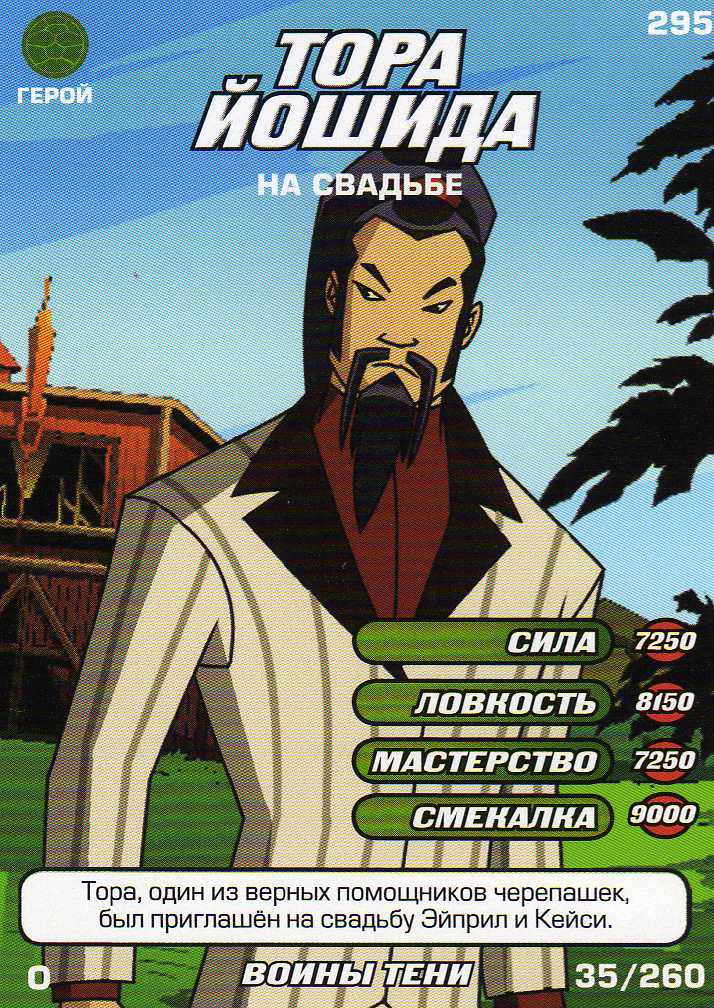 295
ГЕРОЙ
ТОРА
ЙОШИДА
НА СВАДЬБЕ
СИЛА 7250
ЛОВКОСТЬ 8150
МАСТЕРСТВО 7250
СМЕКАЛКА 9000
Тора, один из верных помощников черепашек,
был приглашён на свадьбу Эйприл и Кейси.
0 ВОИНЫ ТЕНИ 35/260